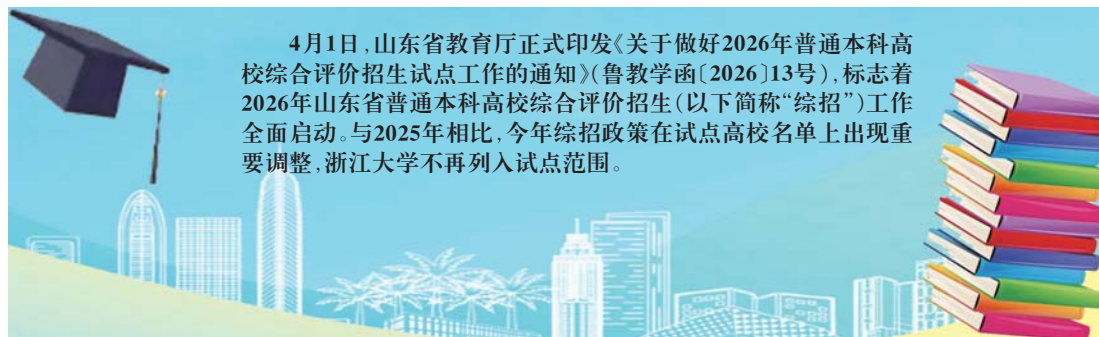 4月1日，山东省教育厅正式印发《关于做好2026年普通本科高
校综合评价招生试点工作的通知》（鲁教学函〔2026〕13号），标志着
2026年山东省普通本科高校综合评价招生（以下简称“综招”）工作
全面启动。与2025年相比，今年综招政策在试点高校名单上出现重
要调整，浙江大学不再列入试点范围。